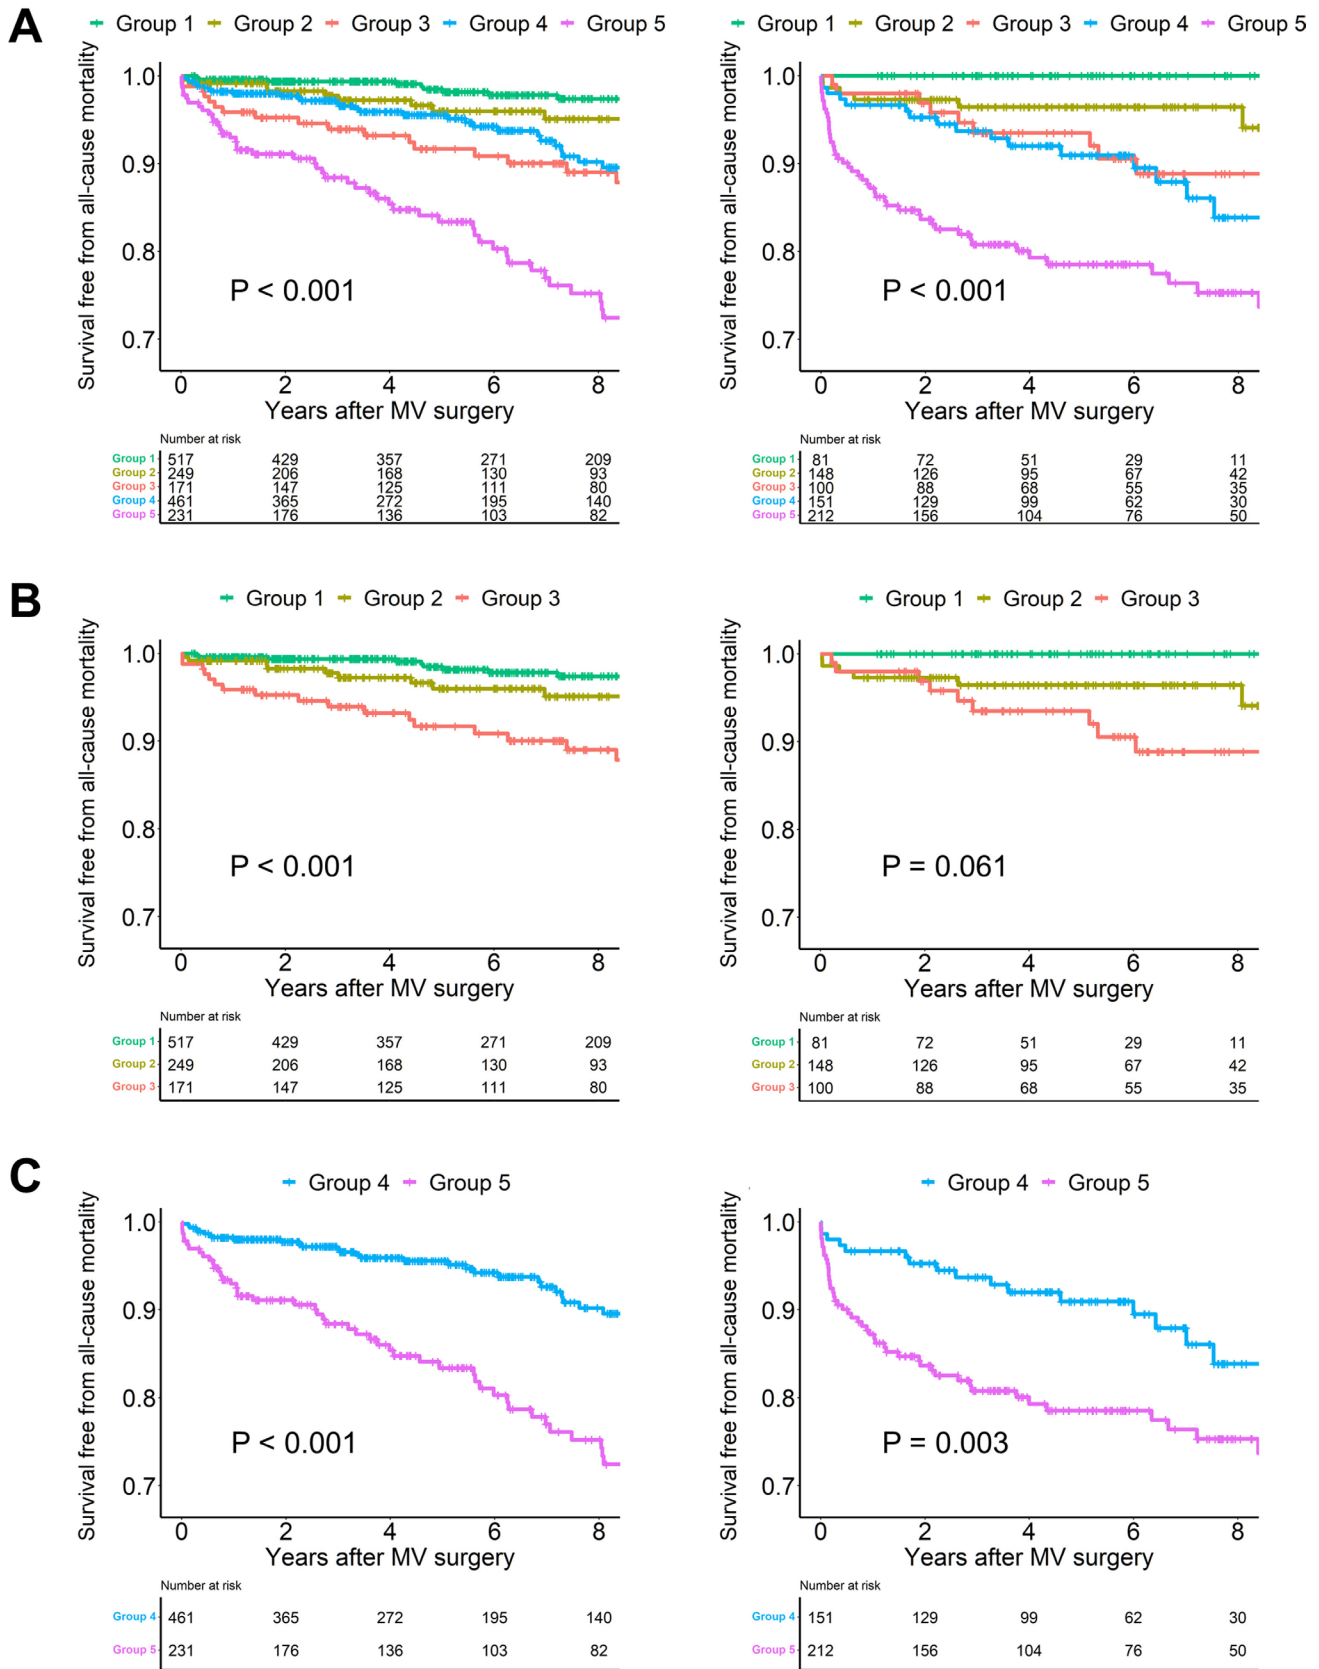 A
Group 1 Group 2 Group 3 Group 4 Group 5
Survival free from all-cause mortality
1.0
0.9
0.8
0.7
P < 0.001
0 2 4 6 8
Years after MV surgery
Number at risk
Group 1 517 429 357 271 209
Group 2 249 206 168 130 93
Group 3 171 147 125 111 80
Group 4 461 365 272 195 140
Group 5 231 176 136 103 82
Group 1 Group 2 Group 3 Group 4 Group 5
Survival free from all-cause mortality
1.0
0.9
0.8
0.7
P < 0.001
0 2 4 6 8
Years after MV surgery
Number at risk
Group 1 81 72 51 29 11
Group 2 148 126 95 67 42
Group 3 100 88 68 55 35
Group 4 151 129 99 62 30
Group 5 212 156 104 76 50
B
Group 1 Group 2 Group 3
Survival free from all-cause mortality
1.0
0.9
0.8
0.7
P < 0.001
0 2 4 6 8
Years after MV surgery
Number at risk
Group 1 517 429 357 271 209
Group 2 249 206 168 130 93
Group 3 171 147 125 111 80
Group 1 Group 2 Group 3
Survival free from all-cause mortality
1.0
0.9
0.8
0.7
P = 0.061
0 2 4 6 8
Years after MV surgery
Number at risk
Group 1 81 72 51 29 11
Group 2 148 126 95 67 42
Group 3 100 88 68 55 35
C
Group 4 Group 5
Survival free from all-cause mortality
1.0
0.9
0.8
0.7
P < 0.001
0 2 4 6 8
Years after MV surgery
Number at risk
Group 4 461 365 272 195 140
Group 5 231 176 136 103 82
Group 4 Group 5
Survival free from all-cause mortality
1.0
0.9
0.8
0.7
P = 0.003
0 2 4 6 8
Years after MV surgery
Number at risk
Group 4 151 129 99 62 30
Group 5 212 156 104 76 50